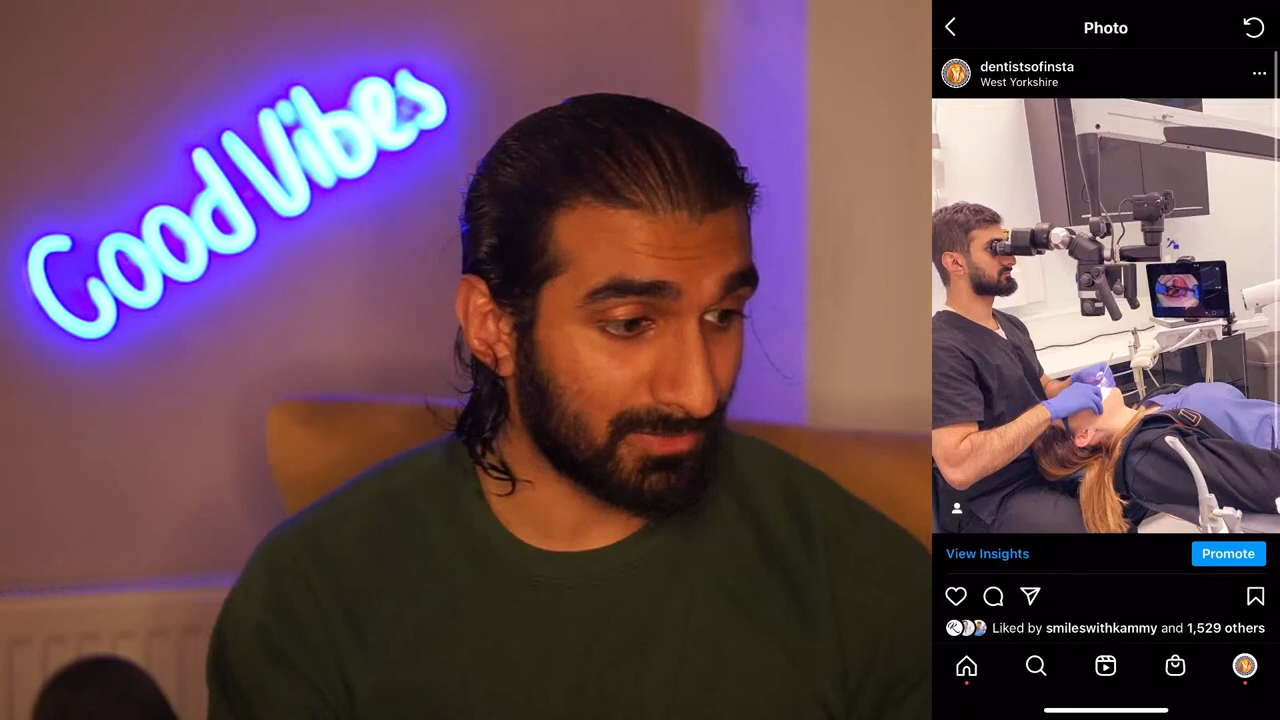 Good Vibes
Photo
dentistsofinsta
West Yorkshire
View Insights
Promote
Liked by smileswithkammy and 1,529 others